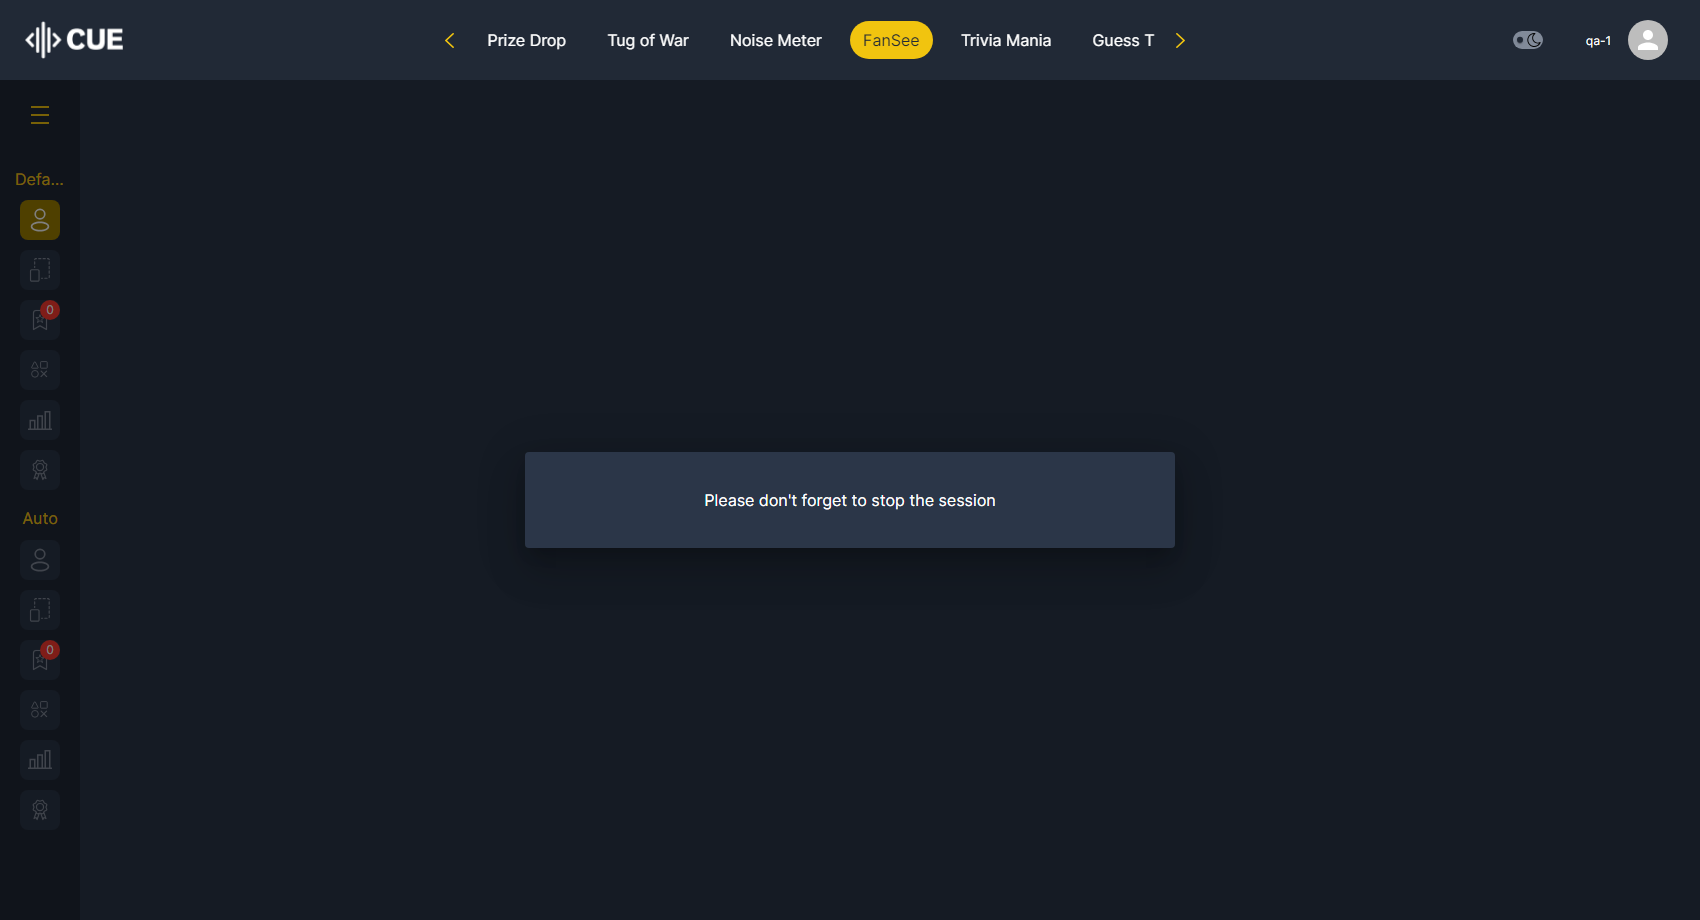 CUE
Prize Drop
Tug of War
Noise Meter
FanSee
Trivia Mania
Guess T
qa-1
Defa...
0
Auto
0
Please don't forget to stop the session